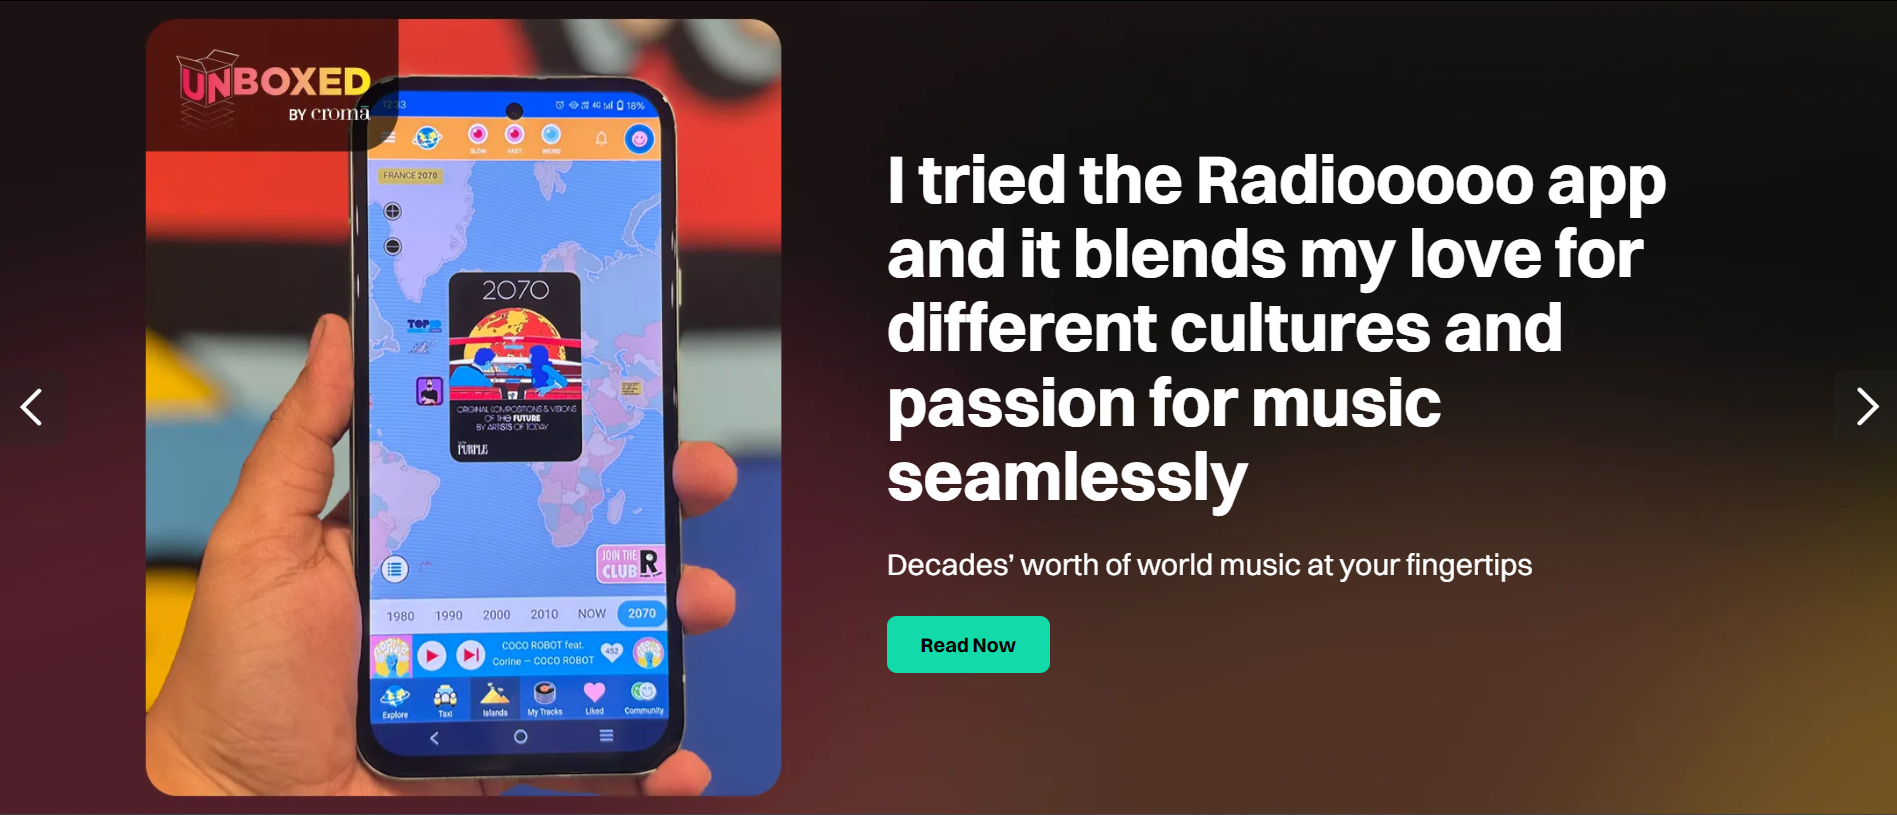 UNBOXED
BY cromā
12:33
4G
18%
SLOW
FAST
WEIRD
FRANCE 2070
2070
TOP10
ORIGINAL COMPOSITIONS & VISIONS
OF THE FUTURE
BY ARTISTS OF TODAY
PURPLE
JOIN THE
CLUB R
1980
1990
2000
2010
NOW
2070
COCO ROBOT feat.
Corine – COCO ROBOT
452
Explore
Taxi
Islands
My Tracks
Liked
Community
I tried the Radiooooo app
and it blends my love for
different cultures and
passion for music
seamlessly
Decades’ worth of world music at your fingertips
Read Now